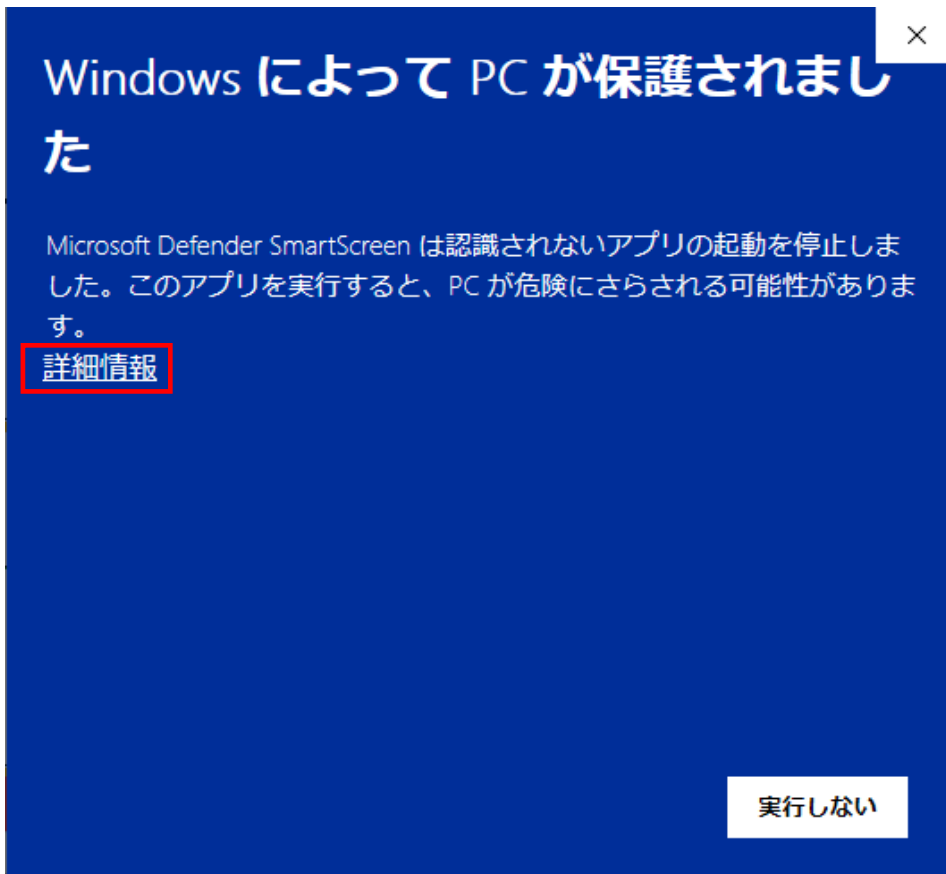 Windows によって PC が保護されまし
た
Microsoft Defender SmartScreen は認識されないアプリの起動を停止しま
した。このアプリを実行すると、PC が危険にさらされる可能性がありま
す。
詳細情報
実行しない